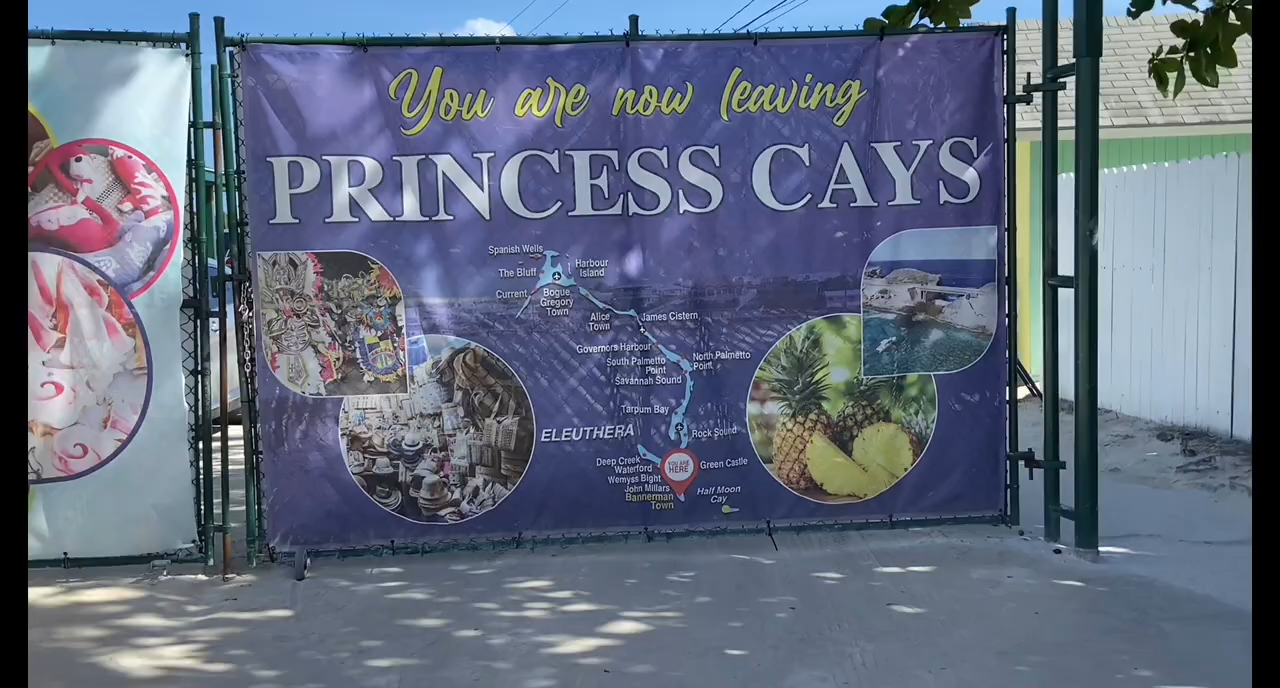 You are now leaving
PRINCESS CAYS
Spanish Wells
The Bluff
Harbour
Island
Current
Bogue
Gregory
Town
Alice
Town
James Cistern
Governors Harbour
North Palmetto
Point
South Palmetto
Point
Savannah Sound
Tarpum Bay
ELEUTHERA
Rock Sound
Deep Creek
Waterford
Wemyss Bight
John Millars
Bannerman
Town
YOU ARE
HERE
Green Castle
Half Moon
Cay